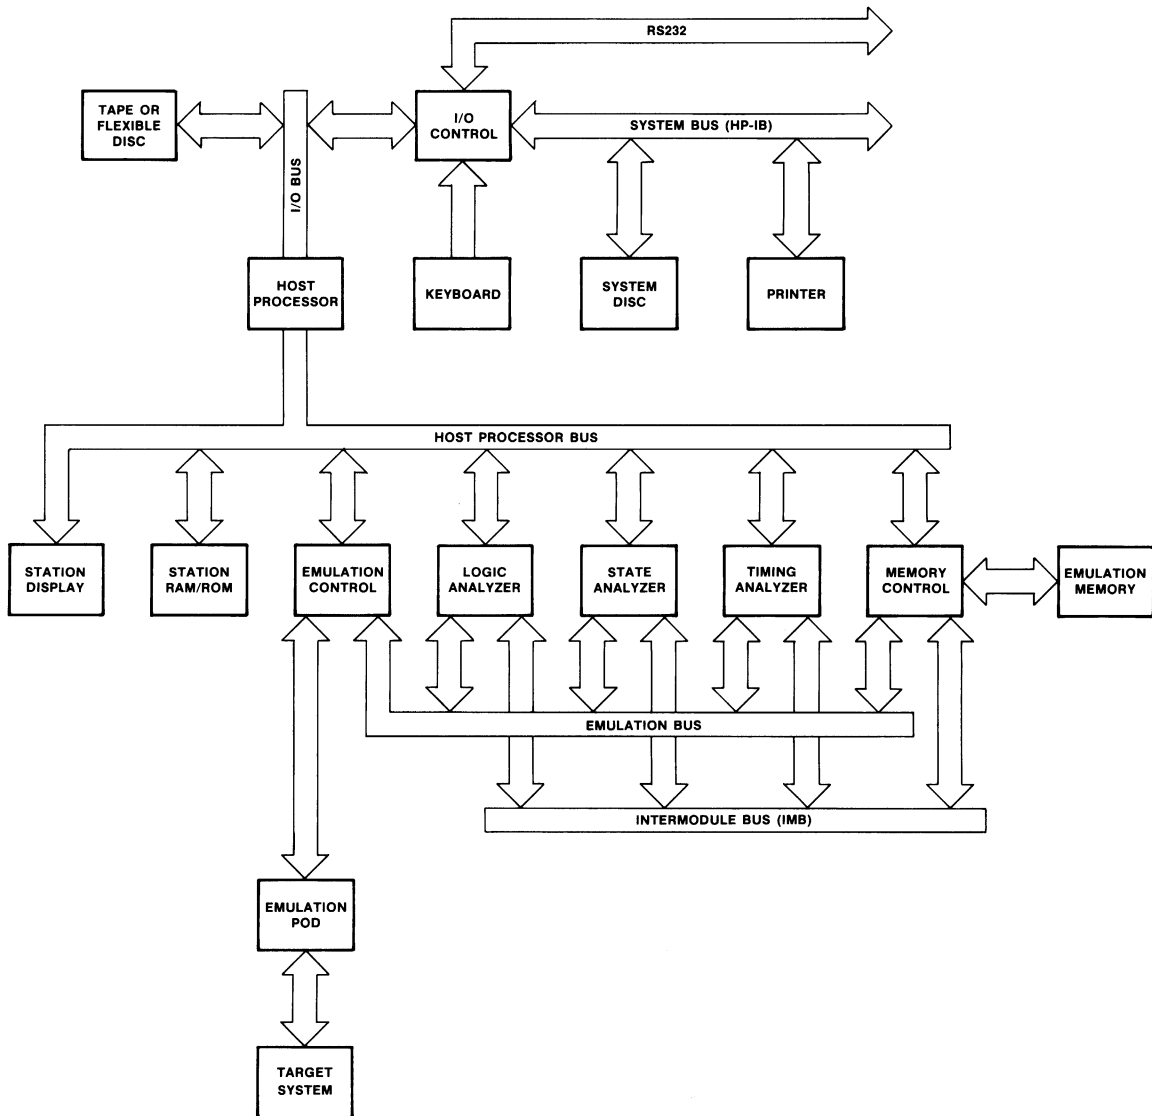 RS232
TAPE OR
FLEXIBLE
DISC
I/O BUS
I/O
CONTROL
SYSTEM BUS (HP-IB)
HOST
PROCESSOR
KEYBOARD
SYSTEM
DISC
PRINTER
HOST PROCESSOR BUS
STATION
DISPLAY
STATION
RAM/ROM
EMULATION
CONTROL
LOGIC
ANALYZER
STATE
ANALYZER
TIMING
ANALYZER
MEMORY
CONTROL
EMULATION
MEMORY
EMULATION BUS
INTERMODULE BUS (IMB)
EMULATION
POD
TARGET
SYSTEM